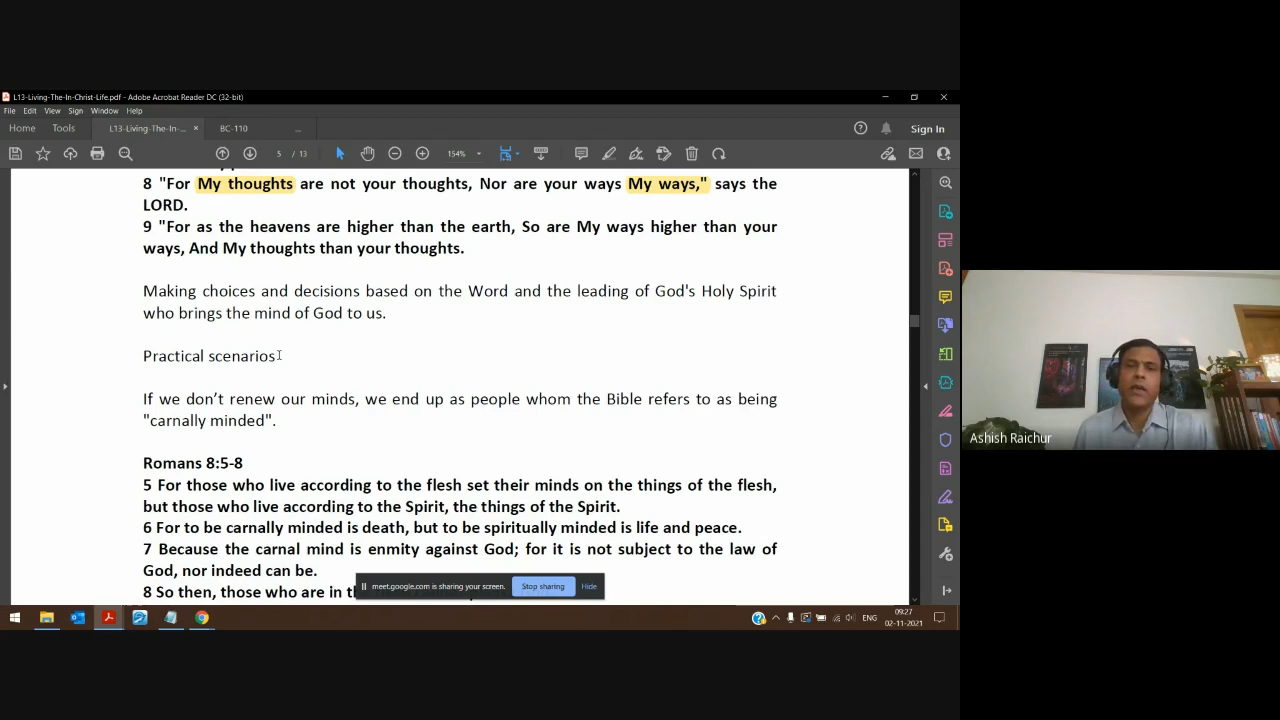 L13-Living-The-In-Christ-Life.pdf - Adobe Acrobat Reader DC (32-bit)
File Edit View Sign Window Help
Home Tools L13-Living-The-In-... × BC-110 ...
Sign In
5 / 13 154%
8 "For My thoughts are not your thoughts, Nor are your ways My ways," says the
LORD.
9 "For as the heavens are higher than the earth, So are My ways higher than your
ways, And My thoughts than your thoughts.
Making choices and decisions based on the Word and the leading of God's Holy Spirit
who brings the mind of God to us.
Practical scenarios
If we don’t renew our minds, we end up as people whom the Bible refers to as being
"carnally minded".
Romans 8:5-8
5 For those who live according to the flesh set their minds on the things of the flesh,
but those who live according to the Spirit, the things of the Spirit.
6 For to be carnally minded is death, but to be spiritually minded is life and peace.
7 Because the carnal mind is enmity against God; for it is not subject to the law of
God, nor indeed can be.
8 So then, those who are in
meet.google.com is sharing your screen. Stop sharing Hide
ENG
09:27
02-11-2021
Ashish Raichur